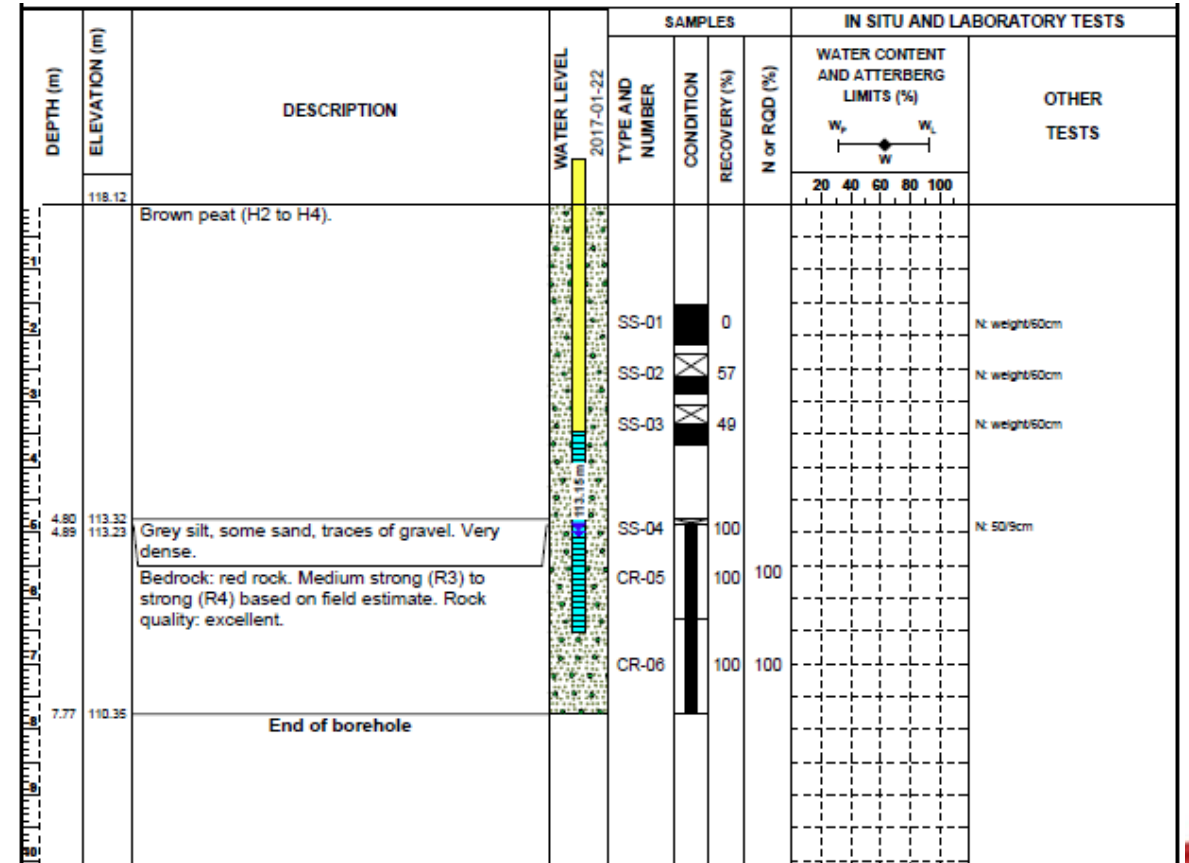 SAMPLES
IN SITU AND LABORATORY TESTS
DEPTH (m)
ELEVATION (m)
DESCRIPTION
WATER LEVEL
2017-01-22
TYPE AND
NUMBER
CONDITION
RECOVERY (%)
N or RQD (%)
WATER CONTENT
AND ATTERBERG
LIMITS (%)
W_P W_L
W
OTHER
TESTS
20 40 60 80 100
118.12
Brown peat (H2 to H4).
1
2
SS-01 0 N: weight/60cm
SS-02 57 N: weight/60cm
3
SS-03 49 N: weight/60cm
4
113.15 m
4.80 113.32
5
4.89 113.23
Grey silt, some sand, traces of gravel. Very
dense.
SS-04 100 N: 50/9cm
Bedrock: red rock. Medium strong (R3) to
strong (R4) based on field estimate. Rock
quality: excellent.
CR-05 100 100
6
7
CR-06 100 100
7.77 110.35
8
End of borehole
9
10